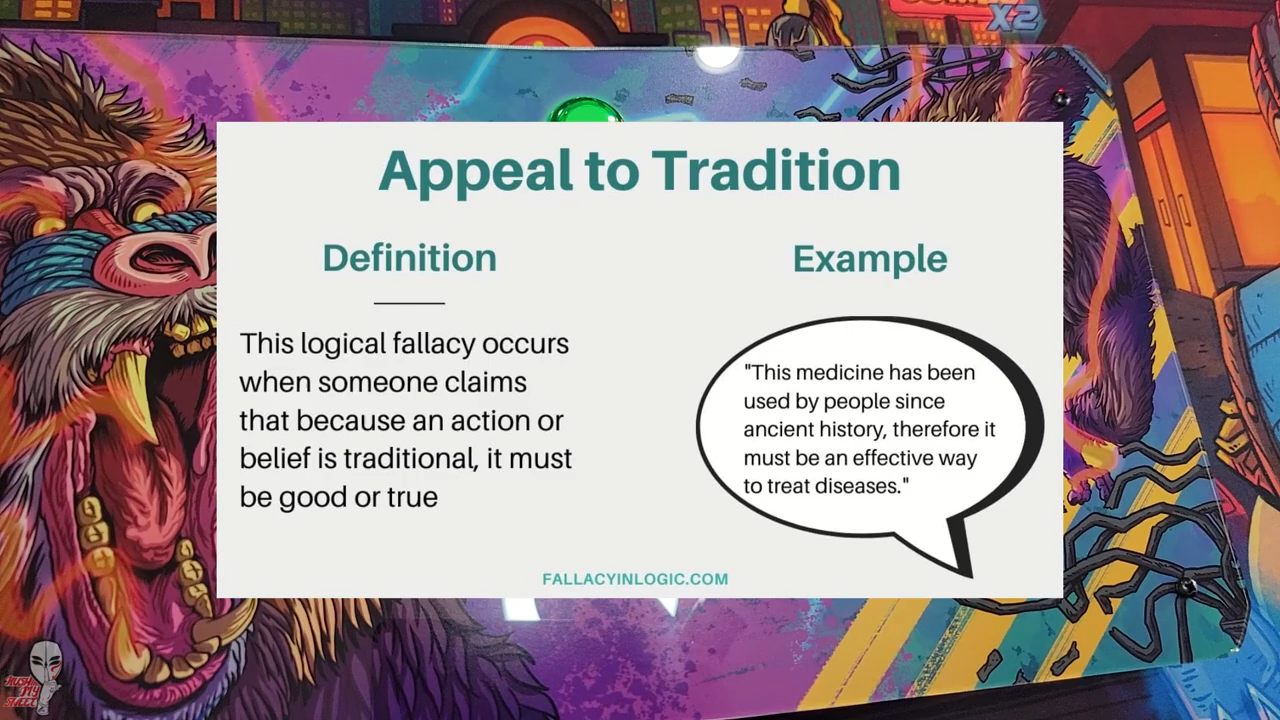 X2
Appeal to Tradition
Definition
This logical fallacy occurs
when someone claims
that because an action or
belief is traditional, it must
be good or true
Example
"This medicine has been
used by people since
ancient history, therefore it
must be an effective way
to treat diseases."
FALLACYINLOGIC.COM